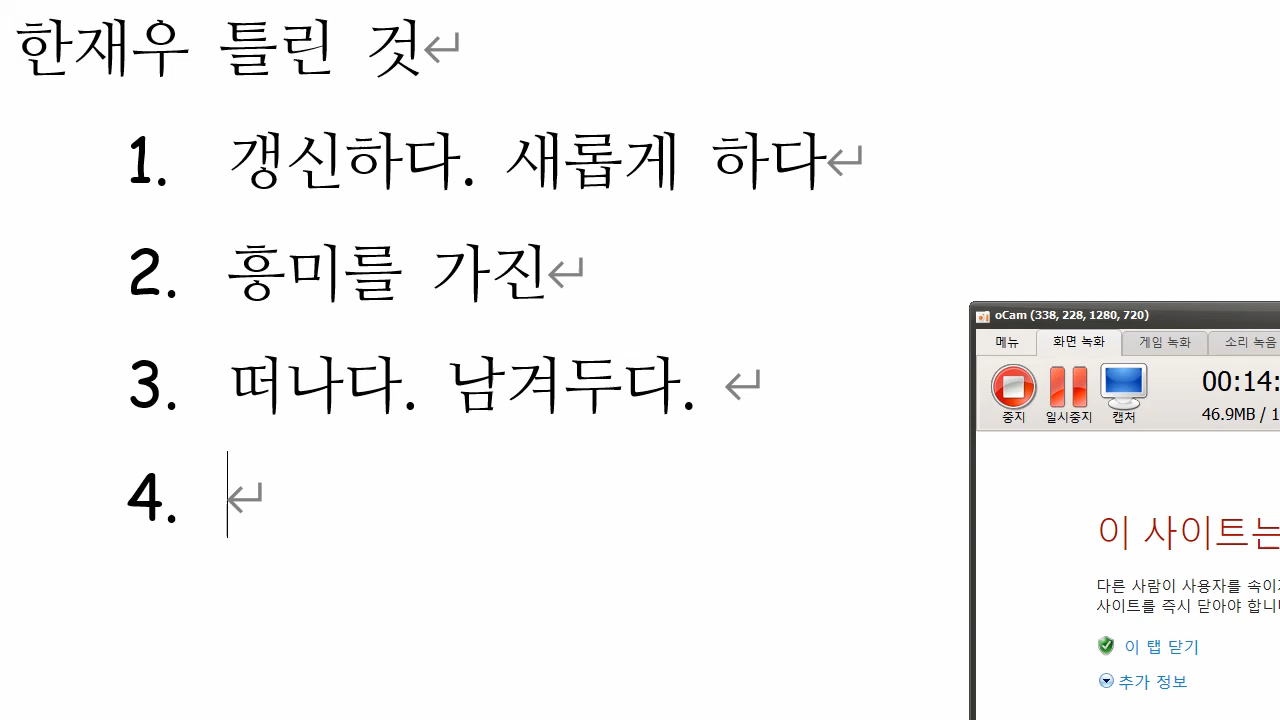 한재우 틀린 것
1. 갱신하다. 새롭게 하다
2. 흥미를 가진
3. 떠나다. 남겨두다.
4.
oCam (338, 228, 1280, 720)
메뉴 화면 녹화 게임 녹화 소리 녹음
00:14:
중지 일시중지 캡처 46.9MB / 1
이 사이트는
다른 사람이 사용자를 속이
사이트를 즉시 닫아야 합니
이 탭 닫기
추가 정보